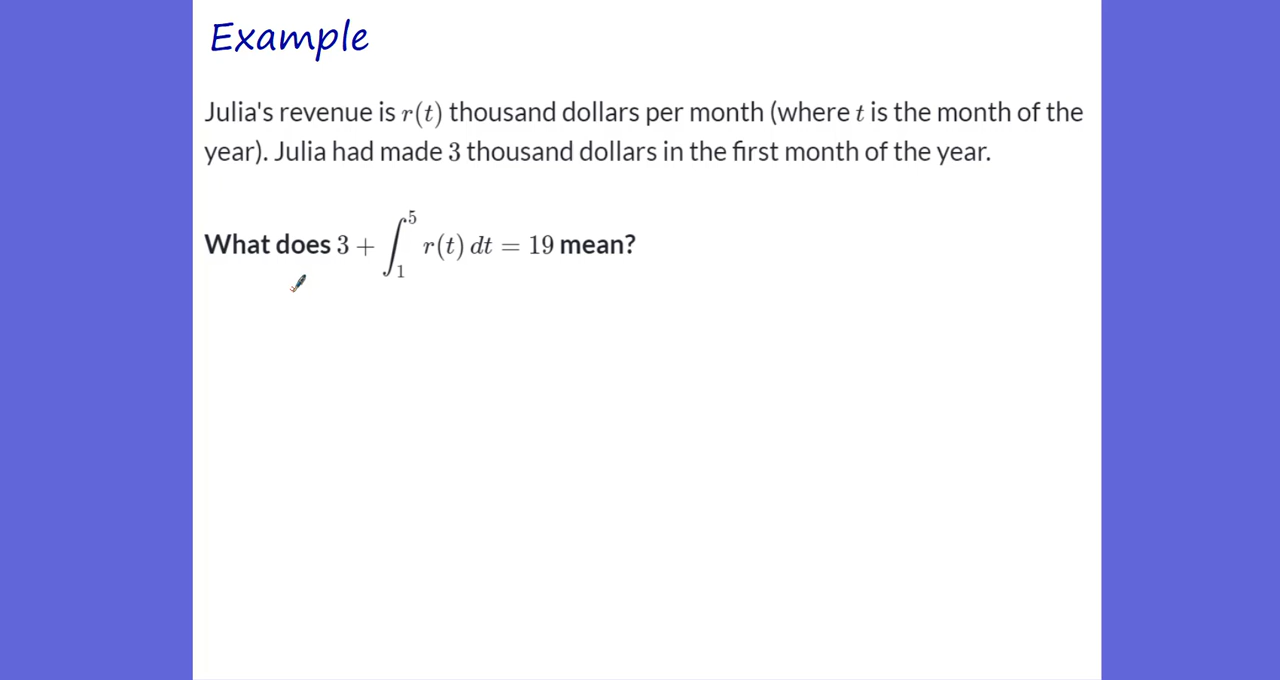 Example
Julia's revenue is r(t) thousand dollars per month (where t is the month of the
year). Julia had made 3 thousand dollars in the first month of the year.
What does 3 + ∫₁⁵ r(t) dt = 19 mean?